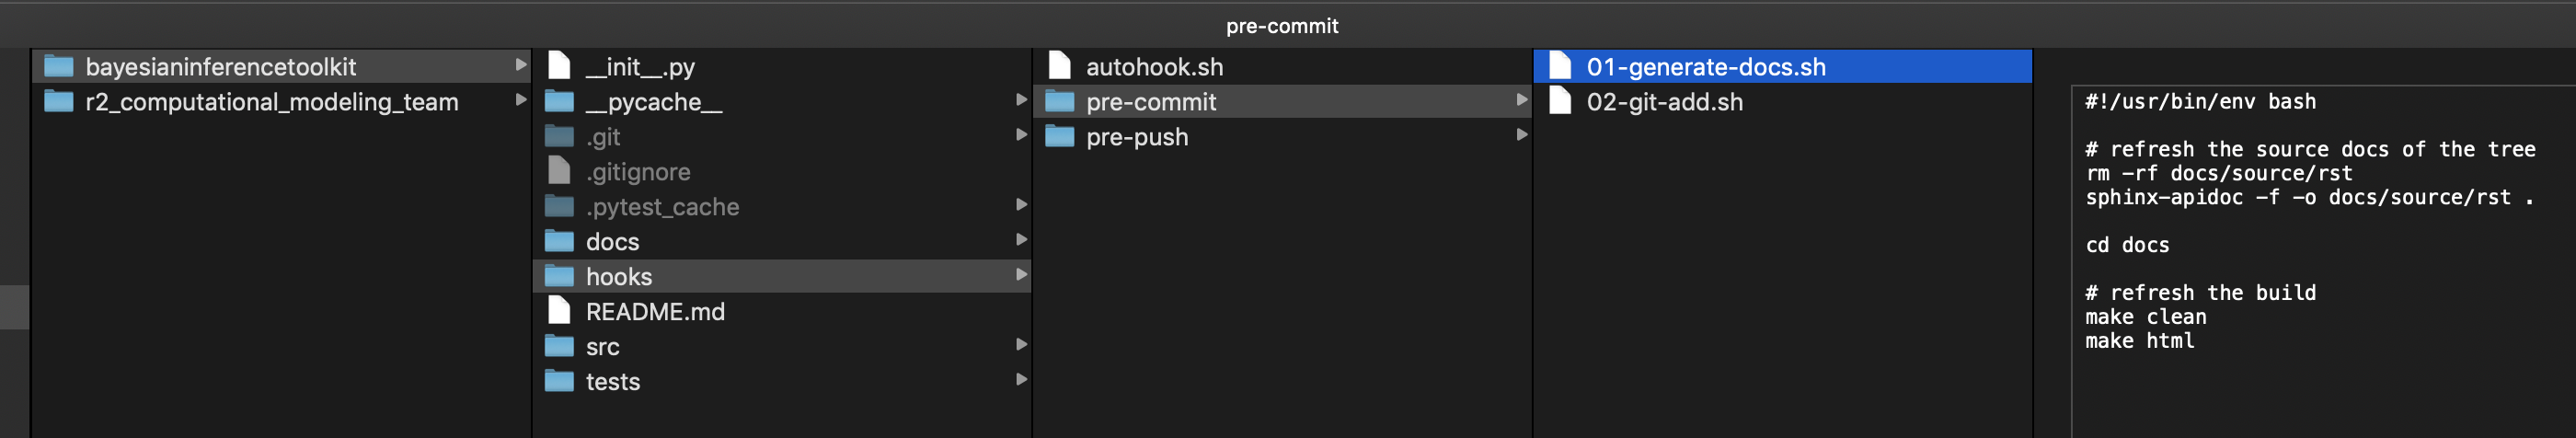 pre-commit
bayesianinferencetoolkit
r2_computational_modeling_team
__init__.py
__pycache__
.git
.gitignore
.pytest_cache
docs
hooks
README.md
src
tests
autohook.sh
pre-commit
pre-push
01-generate-docs.sh
02-git-add.sh
#!/usr/bin/env bash
# refresh the source docs of the tree
rm -rf docs/source/rst
sphinx-apidoc -f -o docs/source/rst .
cd docs
# refresh the build
make clean
make html